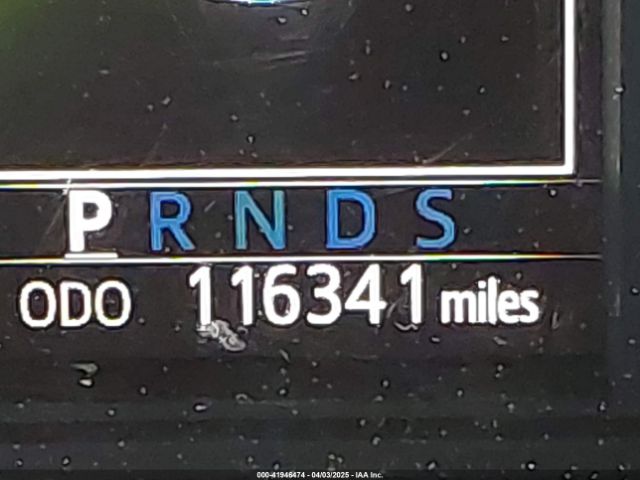 P R N D S
ODO 116341 miles
000-41946474 - 04/03/2025 - IAA Inc.